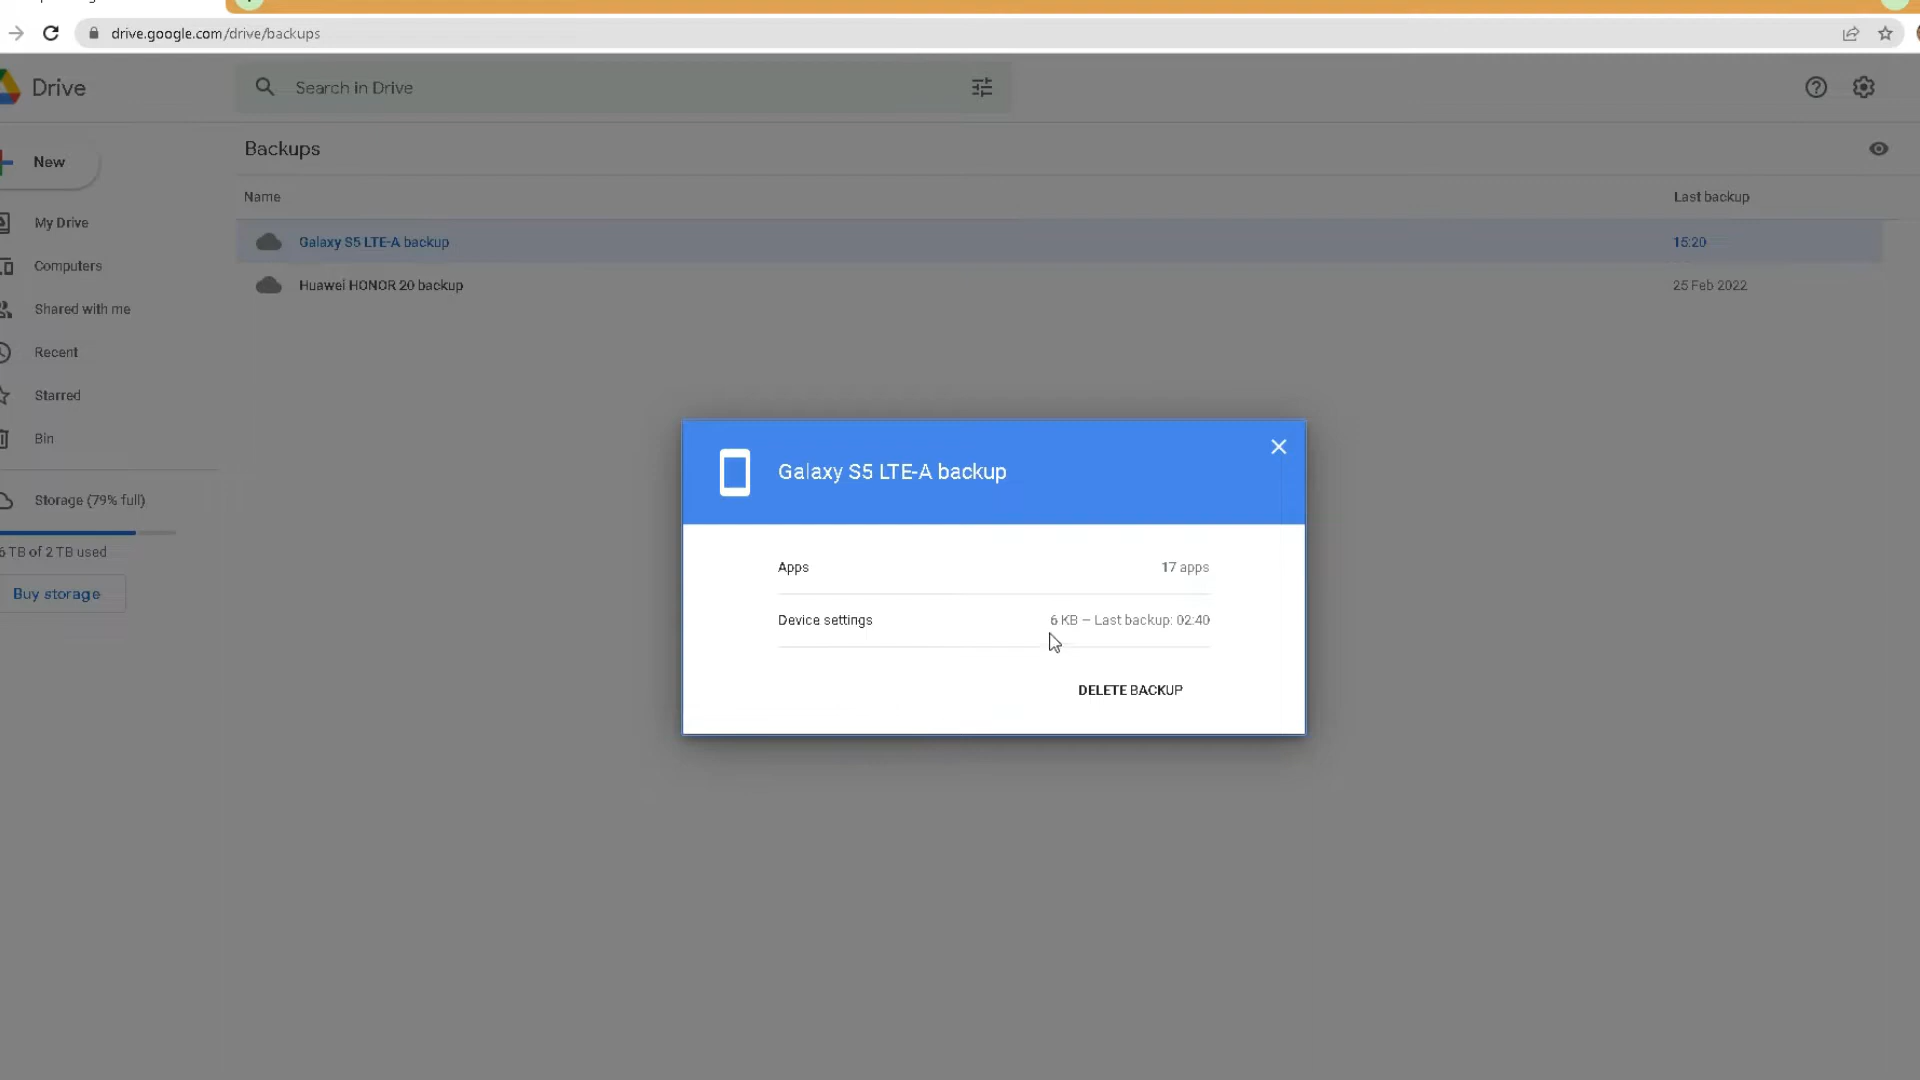 drive.google.com/drive/backups
Drive
Search in Drive
New
Backups
Name
Last backup
My Drive
Galaxy S5 LTE-A backup
15:20
Computers
Huawei HONOR 20 backup
25 Feb 2022
Shared with me
Recent
Starred
Bin
Galaxy S5 LTE-A backup
Storage (79% full)
6 TB of 2 TB used
Buy storage
Apps
17 apps
Device settings
6 KB – Last backup: 02:40
DELETE BACKUP